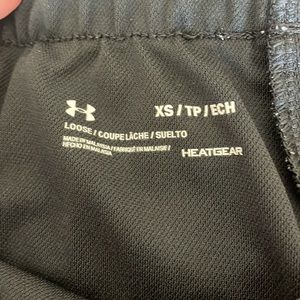 XS / TP / ECH
LOOSE / COUPE LÂCHE / SUELTO
MADE IN MALAYSIA / FABRIQUÉ EN MALAISIE /
HECHO EN MALASIA
HEATGEAR